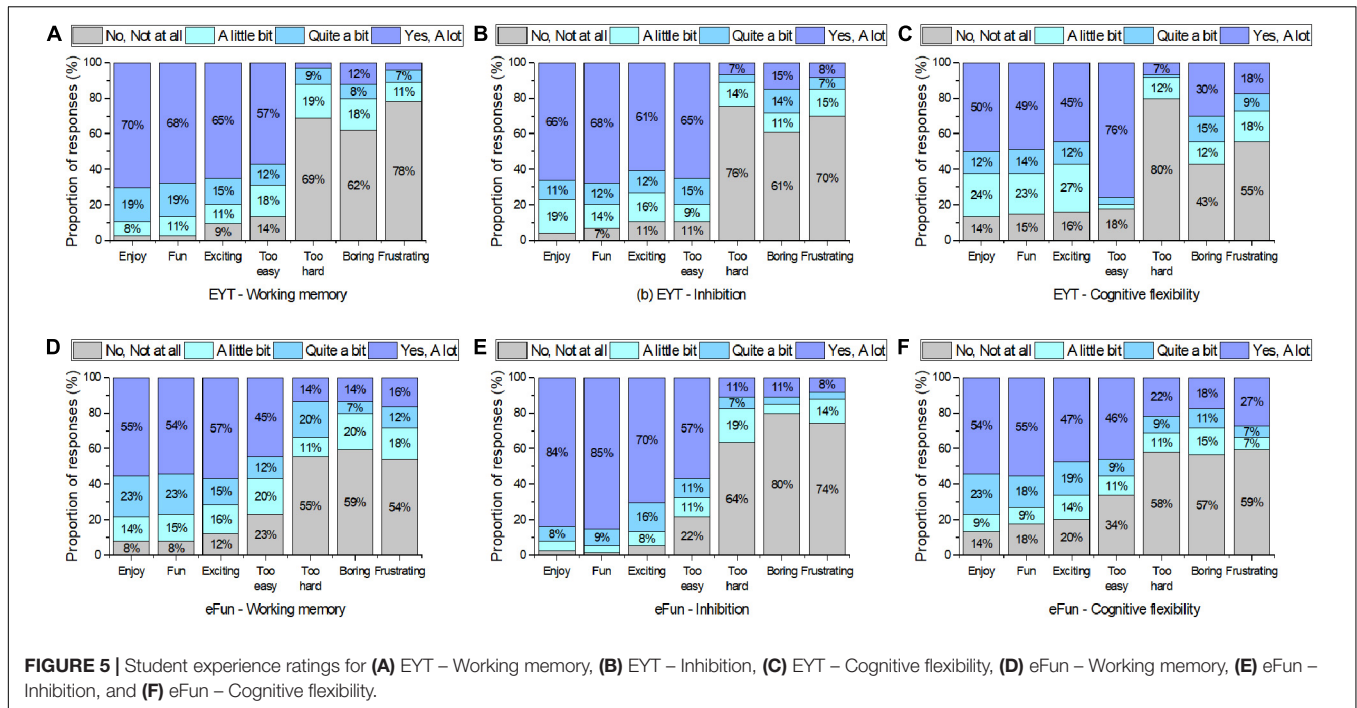 A
No, Not at all A little bit Quite a bit Yes, A lot
Proportion of responses (%)
100
80
60
40
20
0
70% 68% 65% 57% 9% 12% 7%
19% 19% 15% 12% 19% 8% 11%
8% 11% 11% 18% 69% 18% 78%
9% 14% 62%
Enjoy Fun Exciting Too easy Too hard Boring Frustrating
EYT - Working memory
B
No, Not at all A little bit Quite a bit Yes, A lot
Proportion of responses (%)
100
80
60
40
20
0
66% 68% 61% 65% 7% 15% 8%
11% 12% 12% 15% 14% 14% 7%
19% 14% 16% 9% 76% 11% 15%
7% 11% 11% 61% 70%
Enjoy Fun Exciting Too easy Too hard Boring Frustrating
(b) EYT - Inhibition
C
No, Not at all A little bit Quite a bit Yes, A lot
Proportion of responses (%)
100
80
60
40
20
0
50% 49% 45% 76% 7% 30% 18%
12% 14% 12% 18% 12% 15% 9%
24% 23% 27% 80% 12% 18%
14% 15% 16% 43% 55%
Enjoy Fun Exciting Too easy Too hard Boring Frustrating
EYT - Cognitive flexibility
D
No, Not at all A little bit Quite a bit Yes, A lot
Proportion of responses (%)
100
80
60
40
20
0
55% 54% 57% 45% 14% 14% 16%
23% 23% 15% 12% 20% 7% 12%
14% 15% 16% 20% 11% 20% 18%
8% 8% 12% 23% 55% 59% 54%
Enjoy Fun Exciting Too easy Too hard Boring Frustrating
eFun - Working memory
E
No, Not at all A little bit Quite a bit Yes, A lot
Proportion of responses (%)
100
80
60
40
20
0
84% 85% 70% 57% 11% 11% 8%
8% 9% 16% 11% 7% 80% 14%
8% 11% 19% 74%
22% 64%
Enjoy Fun Exciting Too easy Too hard Boring Frustrating
eFun - Inhibition
F
No, Not at all A little bit Quite a bit Yes, A lot
Proportion of responses (%)
100
80
60
40
20
0
54% 55% 47% 46% 22% 18% 27%
23% 18% 19% 9% 9% 11% 7%
9% 9% 14% 11% 11% 15% 7%
14% 18% 20% 34% 58% 57% 59%
Enjoy Fun Exciting Too easy Too hard Boring Frustrating
eFun - Cognitive flexibility
FIGURE 5 | Student experience ratings for (A) EYT – Working memory, (B) EYT – Inhibition, (C) EYT – Cognitive flexibility, (D) eFun – Working memory, (E) eFun –
Inhibition, and (F) eFun – Cognitive flexibility.